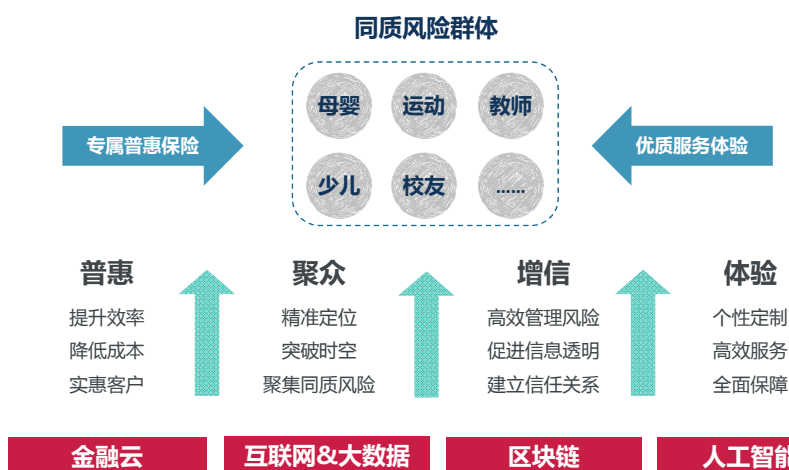 同质风险群体
母婴 运动 教师
专属普惠保险
优质服务体验
少儿 校友 ......
普惠 聚众 增信 体验
提升效率 精准定位 高效管理风险 个性定制
降低成本 突破时空 促进信息透明 高效服务
实惠客户 聚集同质风险 建立信任关系 全面保障
金融云 互联网&大数据 区块链 人工智能